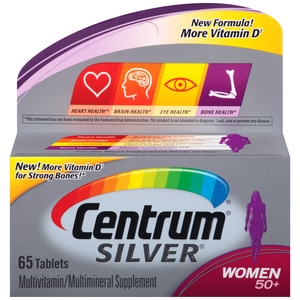 New Formula!
More Vitamin D†
HEART HEALTH*†
BRAIN HEALTH*†
EYE HEALTH*†
BONE HEALTH*†
New! More Vitamin D†
for Strong Bones!*
Centrum®
SILVER®
65 Tablets
Multivitamin/Multimineral Supplement
WOMEN
50+